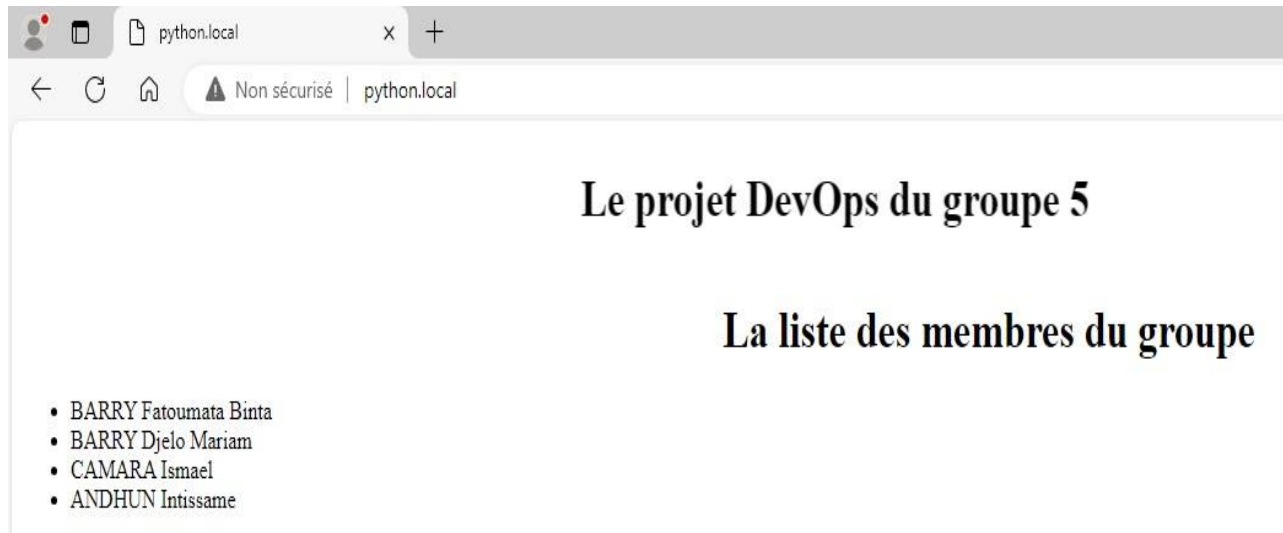 python.local
Non sécurisé | python.local
Le projet DevOps du groupe 5
La liste des membres du groupe
BARRY Fatoumata Binta
BARRY Djelo Mariam
CAMARA Ismael
ANDHUN Intissame